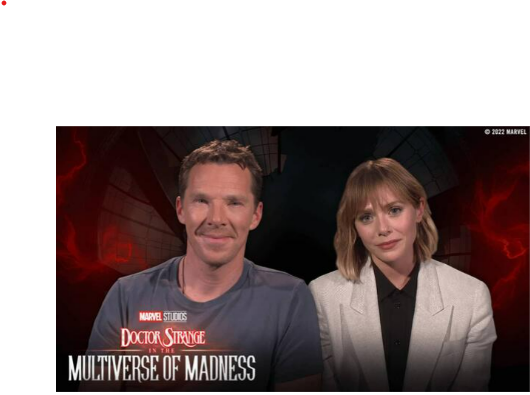 © 2022 MARVEL
MARVEL STUDIOS
DOCTOR STRANGE
IN THE
MULTIVERSE OF MADNESS